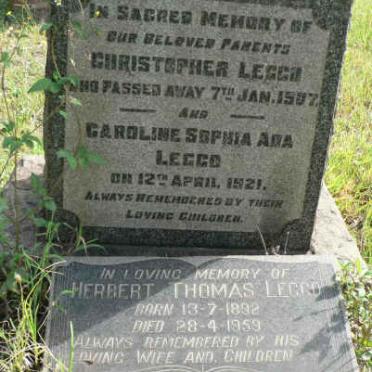 IN SACRED MEMORY OF
OUR BELOVED PARENTS
CHRISTOPHER LEGGO
WHO PASSED AWAY 7TH JAN. 1907.
AND
CAROLINE SOPHIA ADA
LEGGO
ON 12TH APRIL. 1921.
ALWAYS REMEMBERED BY THEIR
LOVING CHILDREN.
IN LOVING MEMORY OF
HERBERT THOMAS LEGGO
BORN 13-7-1892
DIED 28-4-1959
ALWAYS REMEMBERED BY HIS
LOVING WIFE AND CHILDREN